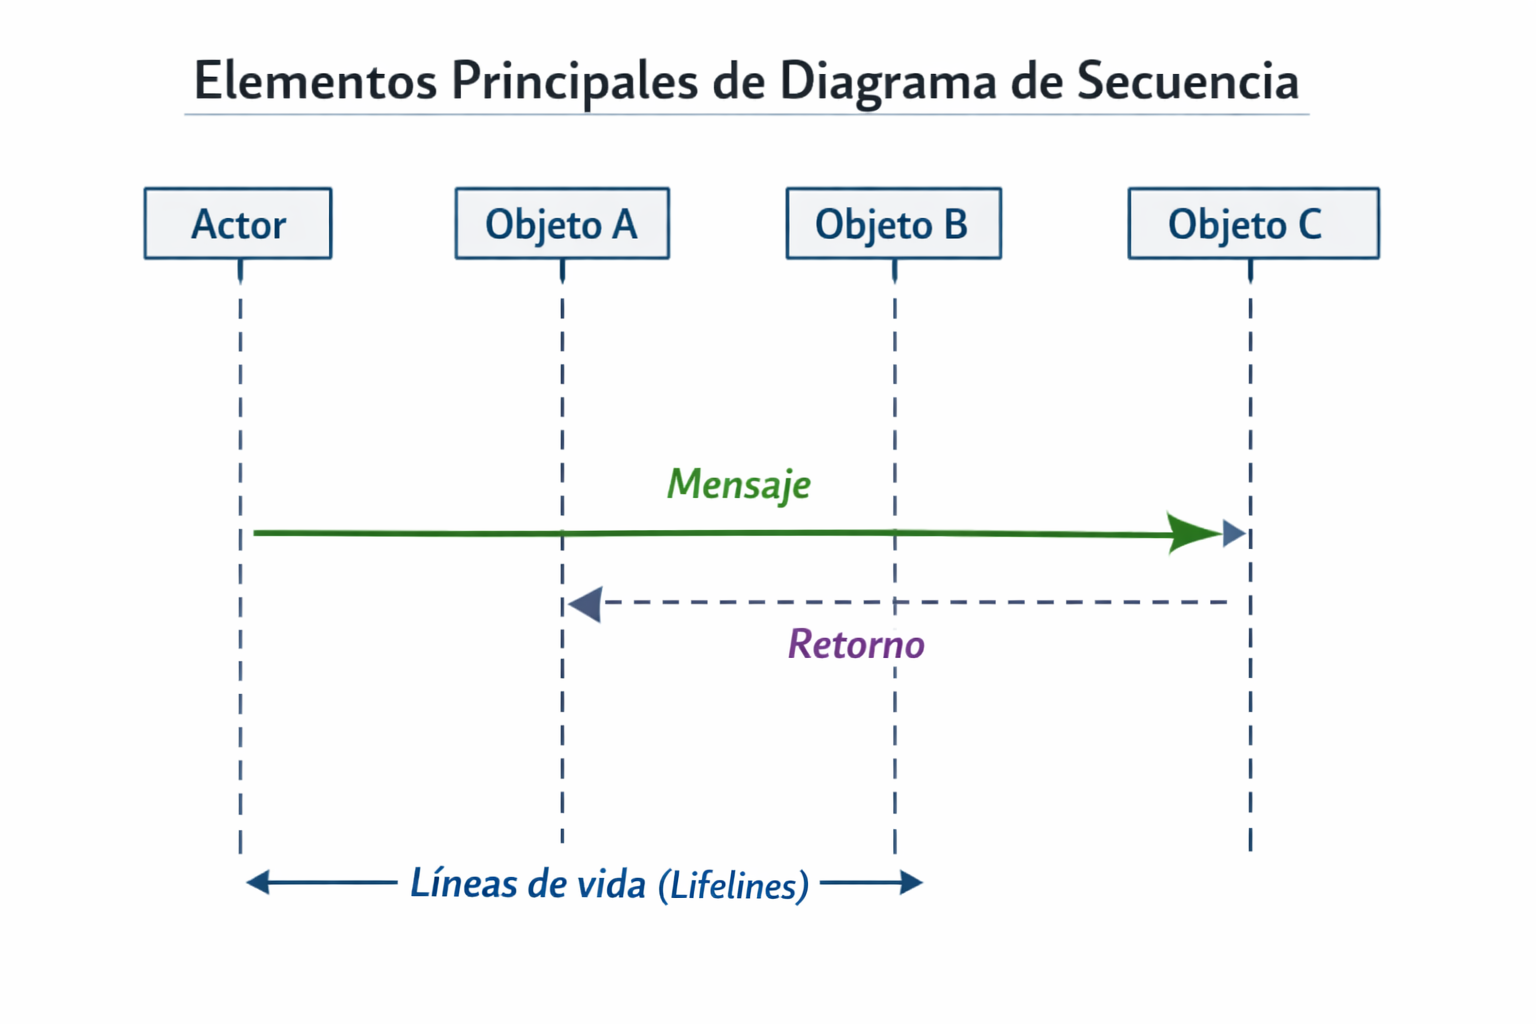 Elementos Principales de Diagrama de Secuencia
Actor
Objeto A
Objeto B
Objeto C
Mensaje
Retorno
Líneas de vida (Lifelines)